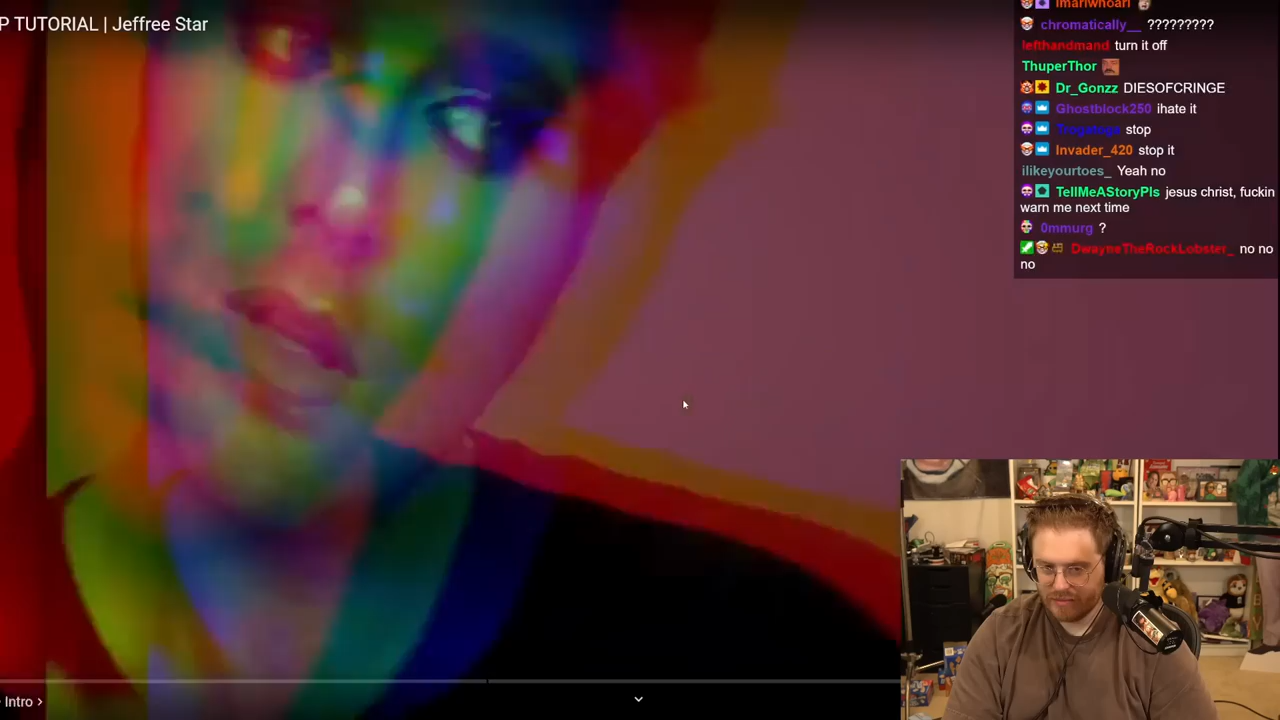 P TUTORIAL | Jeffree Star
imariwhoari
chromatically__ ?????????
lefthandmand turn it off
ThuperThor
Dr_Gonzz DIESOFCRINGE
Ghostblock250 ihate it
stop
Invader_420 stop it
ilikeyourtoes_ Yeah no
TellMeAStoryPls jesus christ, fuckin
warn me next time
0mmurg ?
DwayneTheRockLobster_ no no
no
Intro ›